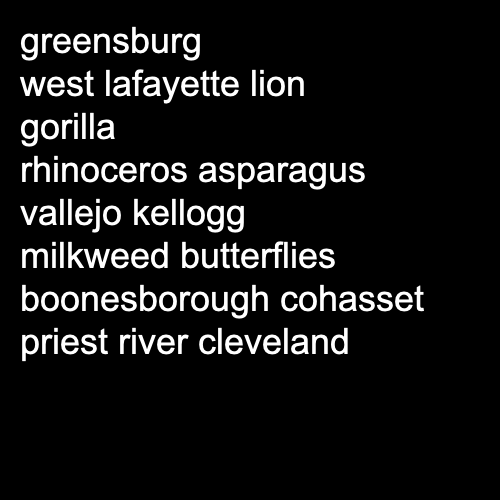 greensburg
west lafayette lion
gorilla
rhinoceros asparagus
vallejo kellogg
milkweed butterflies
boonesborough cohasset
priest river cleveland